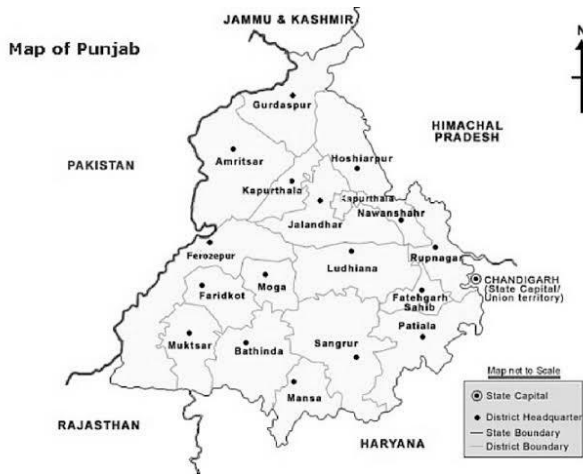 JAMMU & KASHMIR
N
Map of Punjab
Gurdaspur
HIMACHAL
PRADESH
PAKISTAN
Amritsar
Hoshiarpur
Kapurthala
Kapurthala
Nawanshahr
Jalandhar
Ferozepur
Ludhiana
Rupnagar
Moga
CHANDIGARH
(State Capital/
Union territory)
Faridkot
Fatehgarh
Sahib
Patiala
Muktsar
Bathinda
Sangrur
Mansa
Map not to Scale
State Capital
District Headquarter
State Boundary
District Boundary
RAJASTHAN
HARYANA